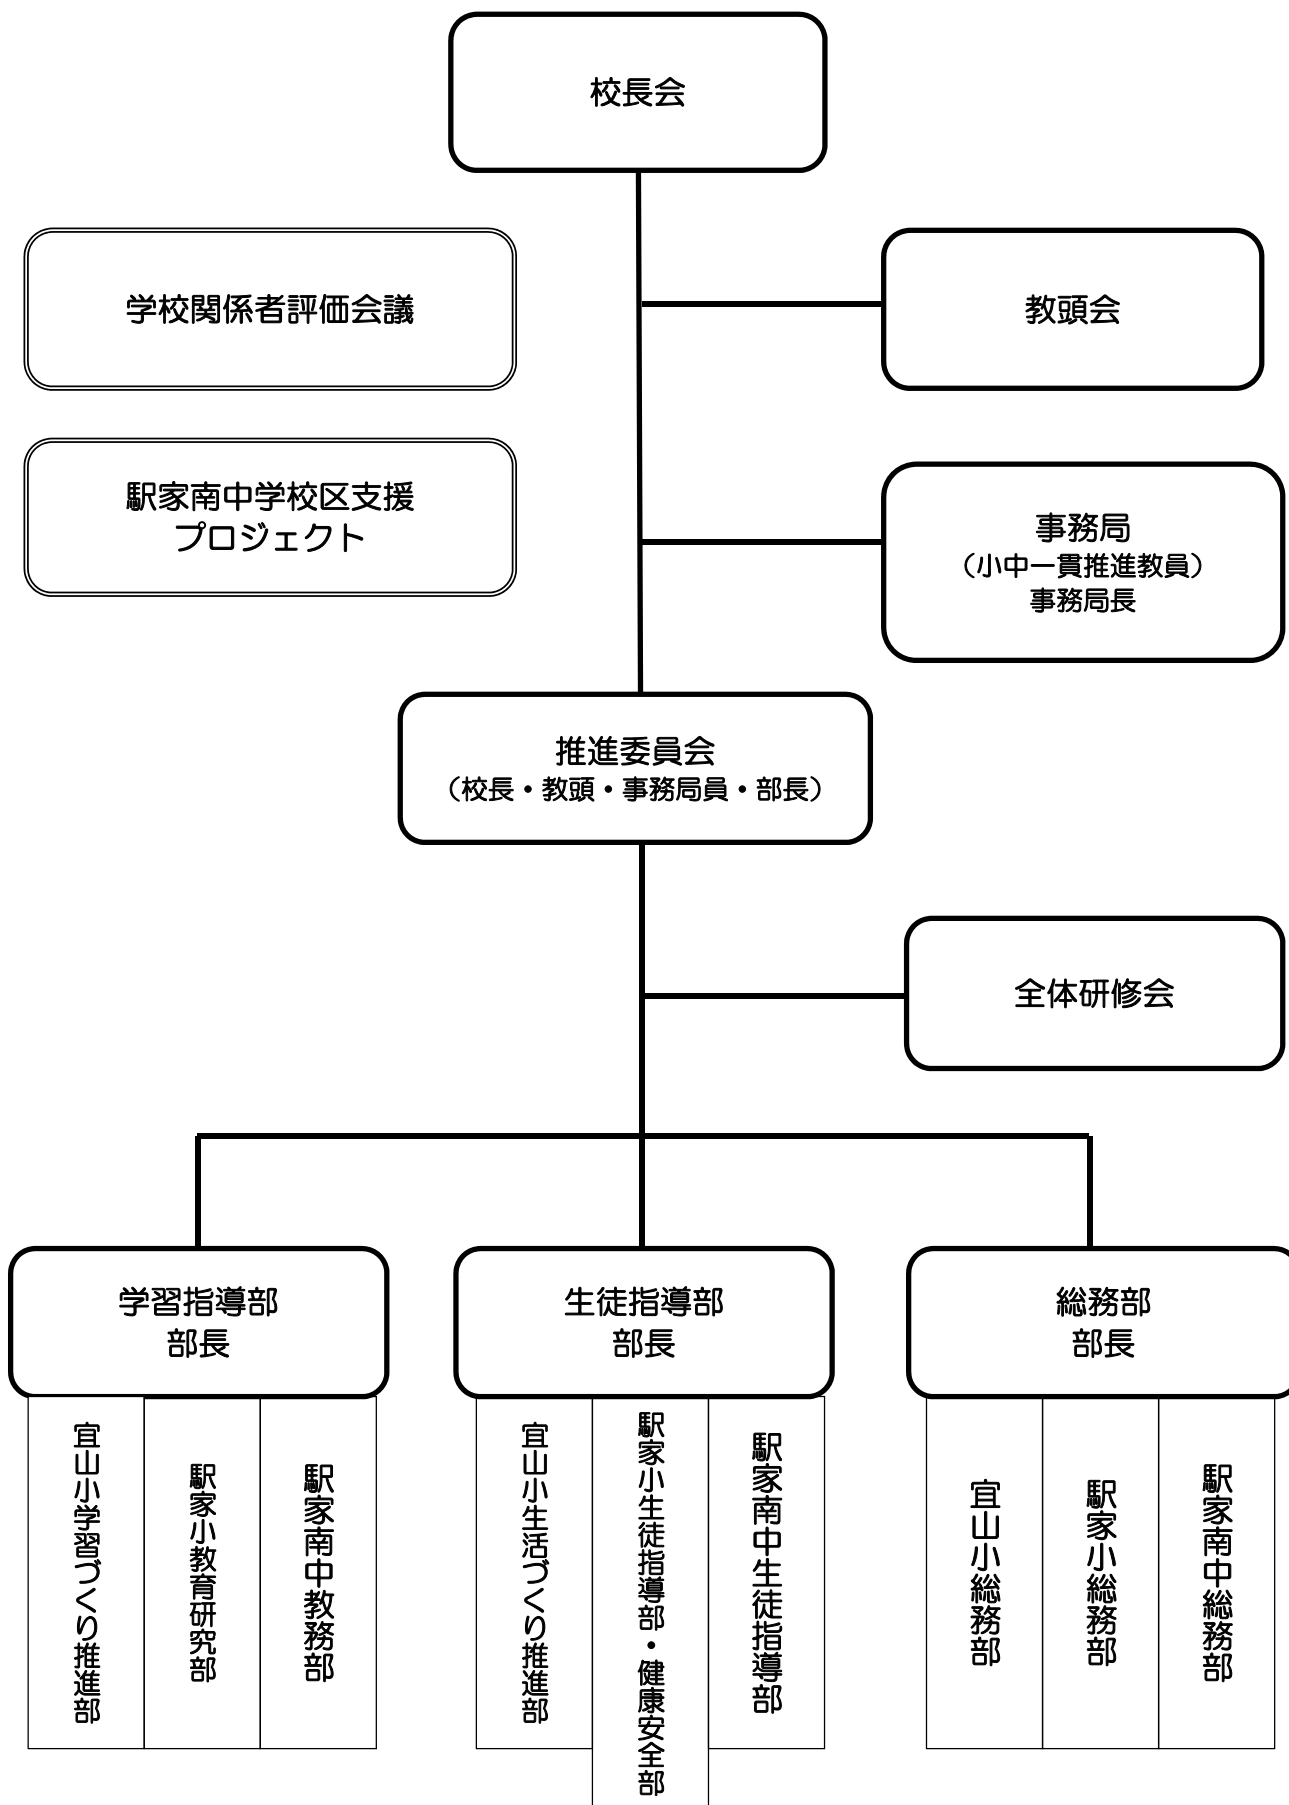 校長会
学校関係者評価会議
教頭会
駅家南中学校区支援
プロジェクト
事務局
（小中一貫推進教員）
事務局長
推進委員会
（校長・教頭・事務局員・部長）
全体研修会
学習指導部
部長
生徒指導部
部長
総務部
部長
宜山小学習づくり推進部
駅家小教育研究部
駅家南中教務部
宜山小生活づくり推進部
駅家小生徒指導部・健康安全部
駅家南中生徒指導部
宜山小総務部
駅家小総務部
駅家南中総務部